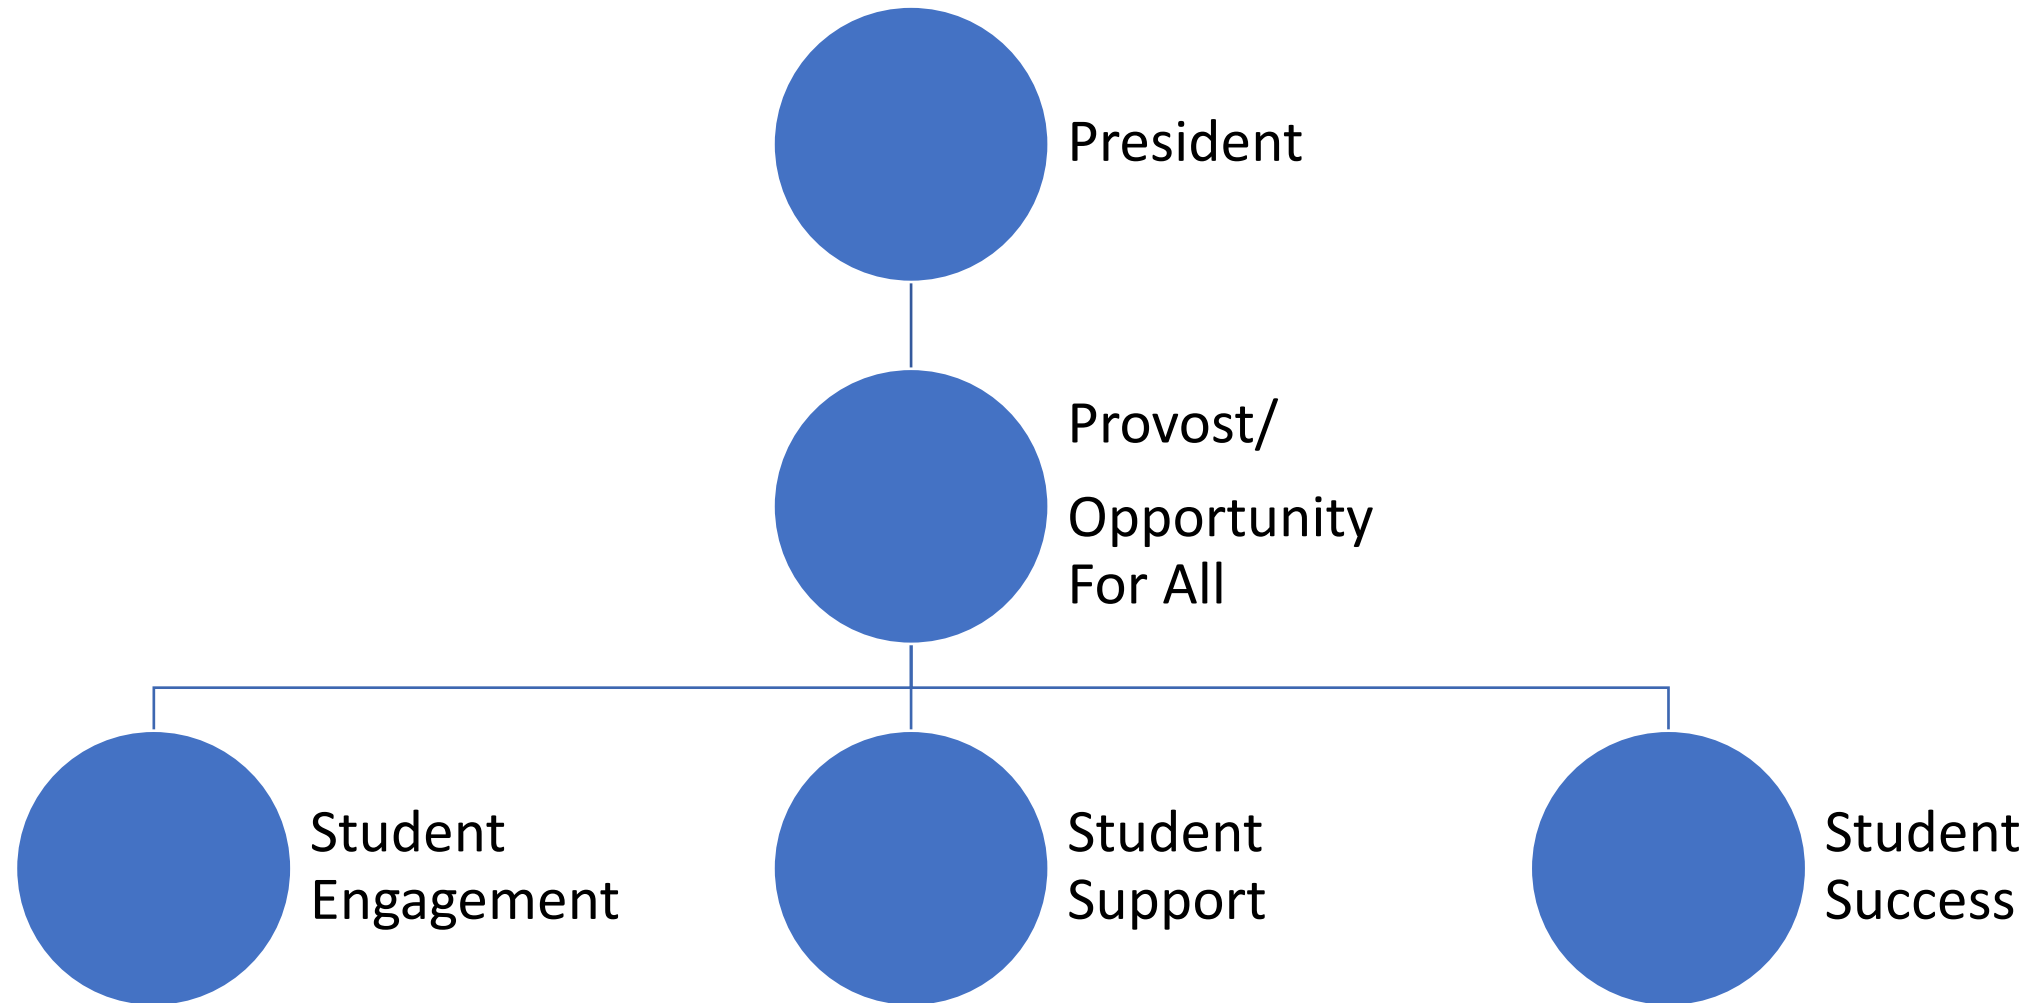 President
Provost/
Opportunity
For All
Student
Engagement
Student
Support
Student
Success